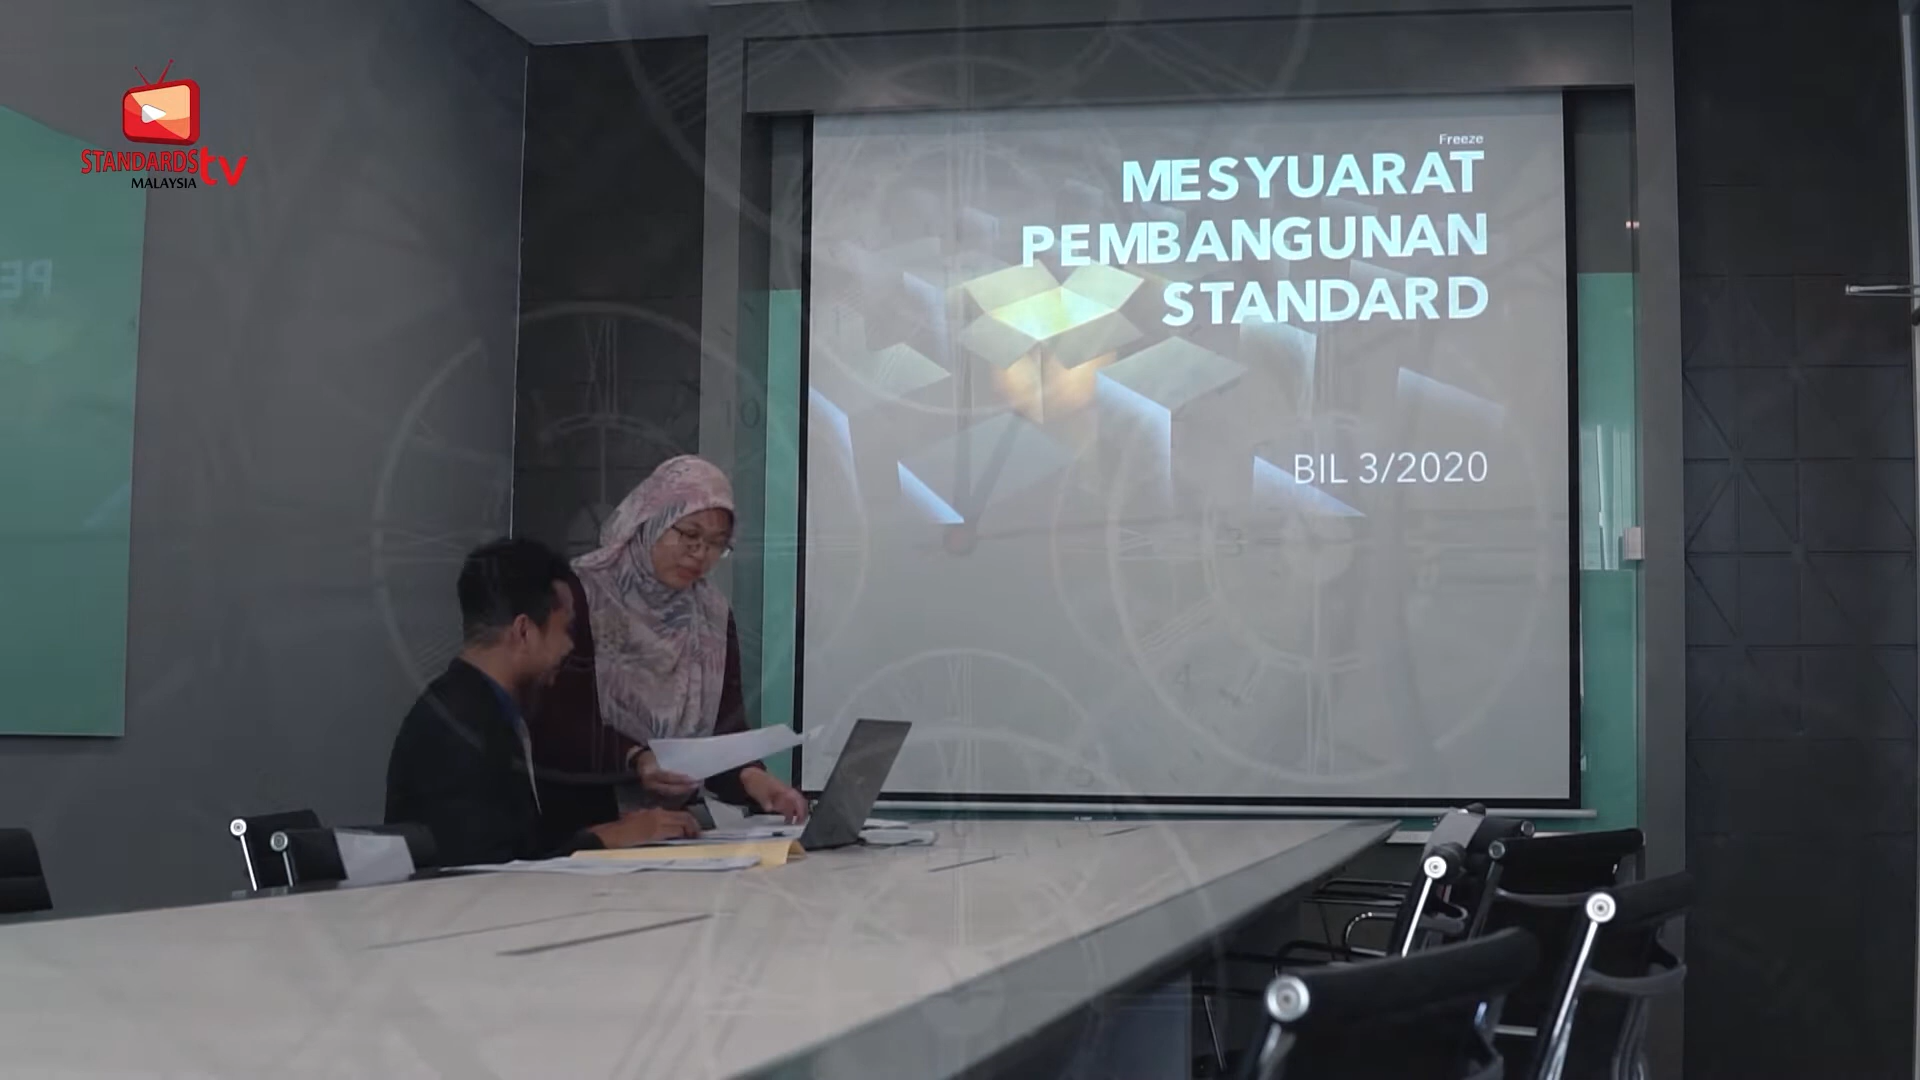 STANDARDS tv
MALAYSIA
Freeze
MESYUARAT
PEMBANGUNAN
STANDARD
BIL 3/2020